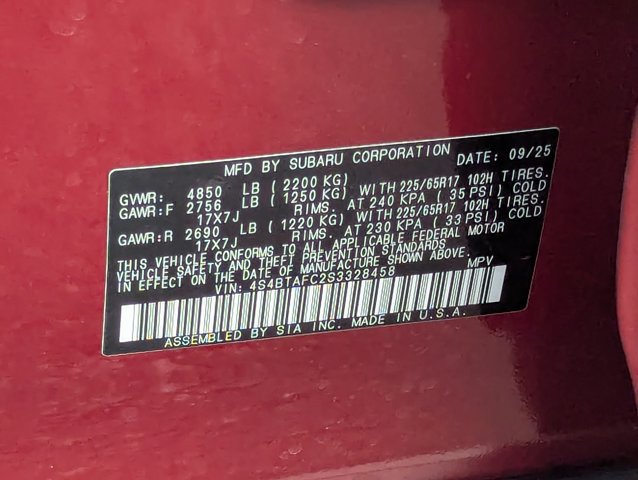 MFD BY SUBARU CORPORATION DATE: 09/25
GVWR: 4850 LB ( 2200 KG)
GAWR:F 2756 LB ( 1250 KG) WITH 225/65R17 102H TIRES.
17X7J RIMS. AT 240 KPA ( 35 PSI) COLD
GAWR:R 2690 LB ( 1220 KG) WITH 225/65R17 102H TIRES.
17X7J RIMS. AT 230 KPA ( 33 PSI) COLD
THIS VEHICLE CONFORMS TO ALL APPLICABLE FEDERAL MOTOR
VEHICLE SAFETY AND THEFT PREVENTION STANDARDS
IN EFFECT ON THE DATE OF MANUFACTURE SHOWN ABOVE.
VIN: 4S4BTAFC2S3328458 MPV
ASSEMBLED BY SIA INC. MADE IN U.S.A.